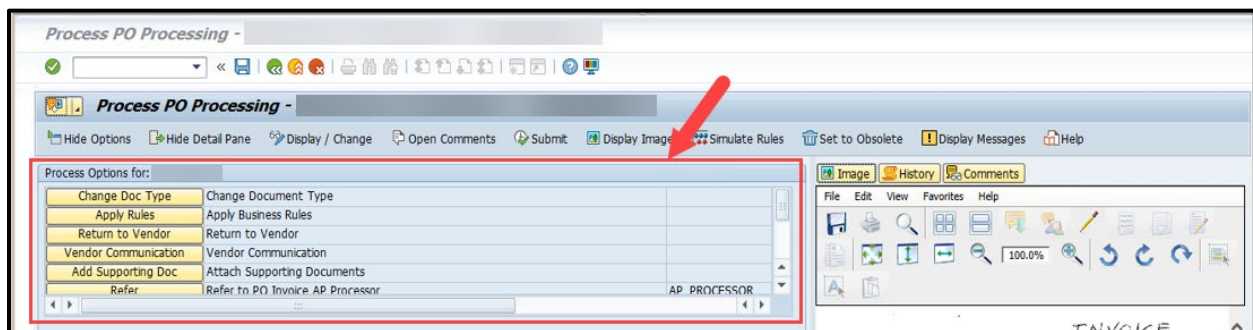 Process PO Processing -
Process PO Processing -
Hide Options Hide Detail Pane Display / Change Open Comments Submit Display Image Simulate Rules Set to Obsolete Display Messages Help
Process Options for:
Change Doc Type Change Document Type
Apply Rules Apply Business Rules
Return to Vendor Return to Vendor
Vendor Communication Vendor Communication
Add Supporting Doc Attach Supporting Documents
Refer Refer to PO Invoice AP Processor AP_PROCESSOR
Image History Comments
File Edit View Favorites Help
100.0%
INVOICE